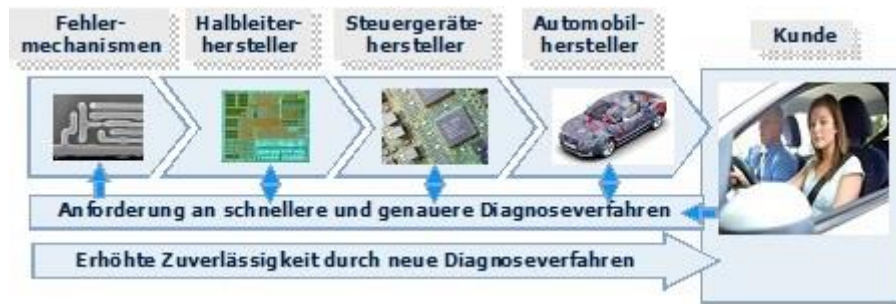 Fehler-
mechanismen
Halbleiter-
hersteller
Steuergeräte-
hersteller
Automobil-
hersteller
Kunde
Anforderung an schnellere und genauere Diagnoseverfahren
Erhöhte Zuverlässigkeit durch neue Diagnoseverfahren